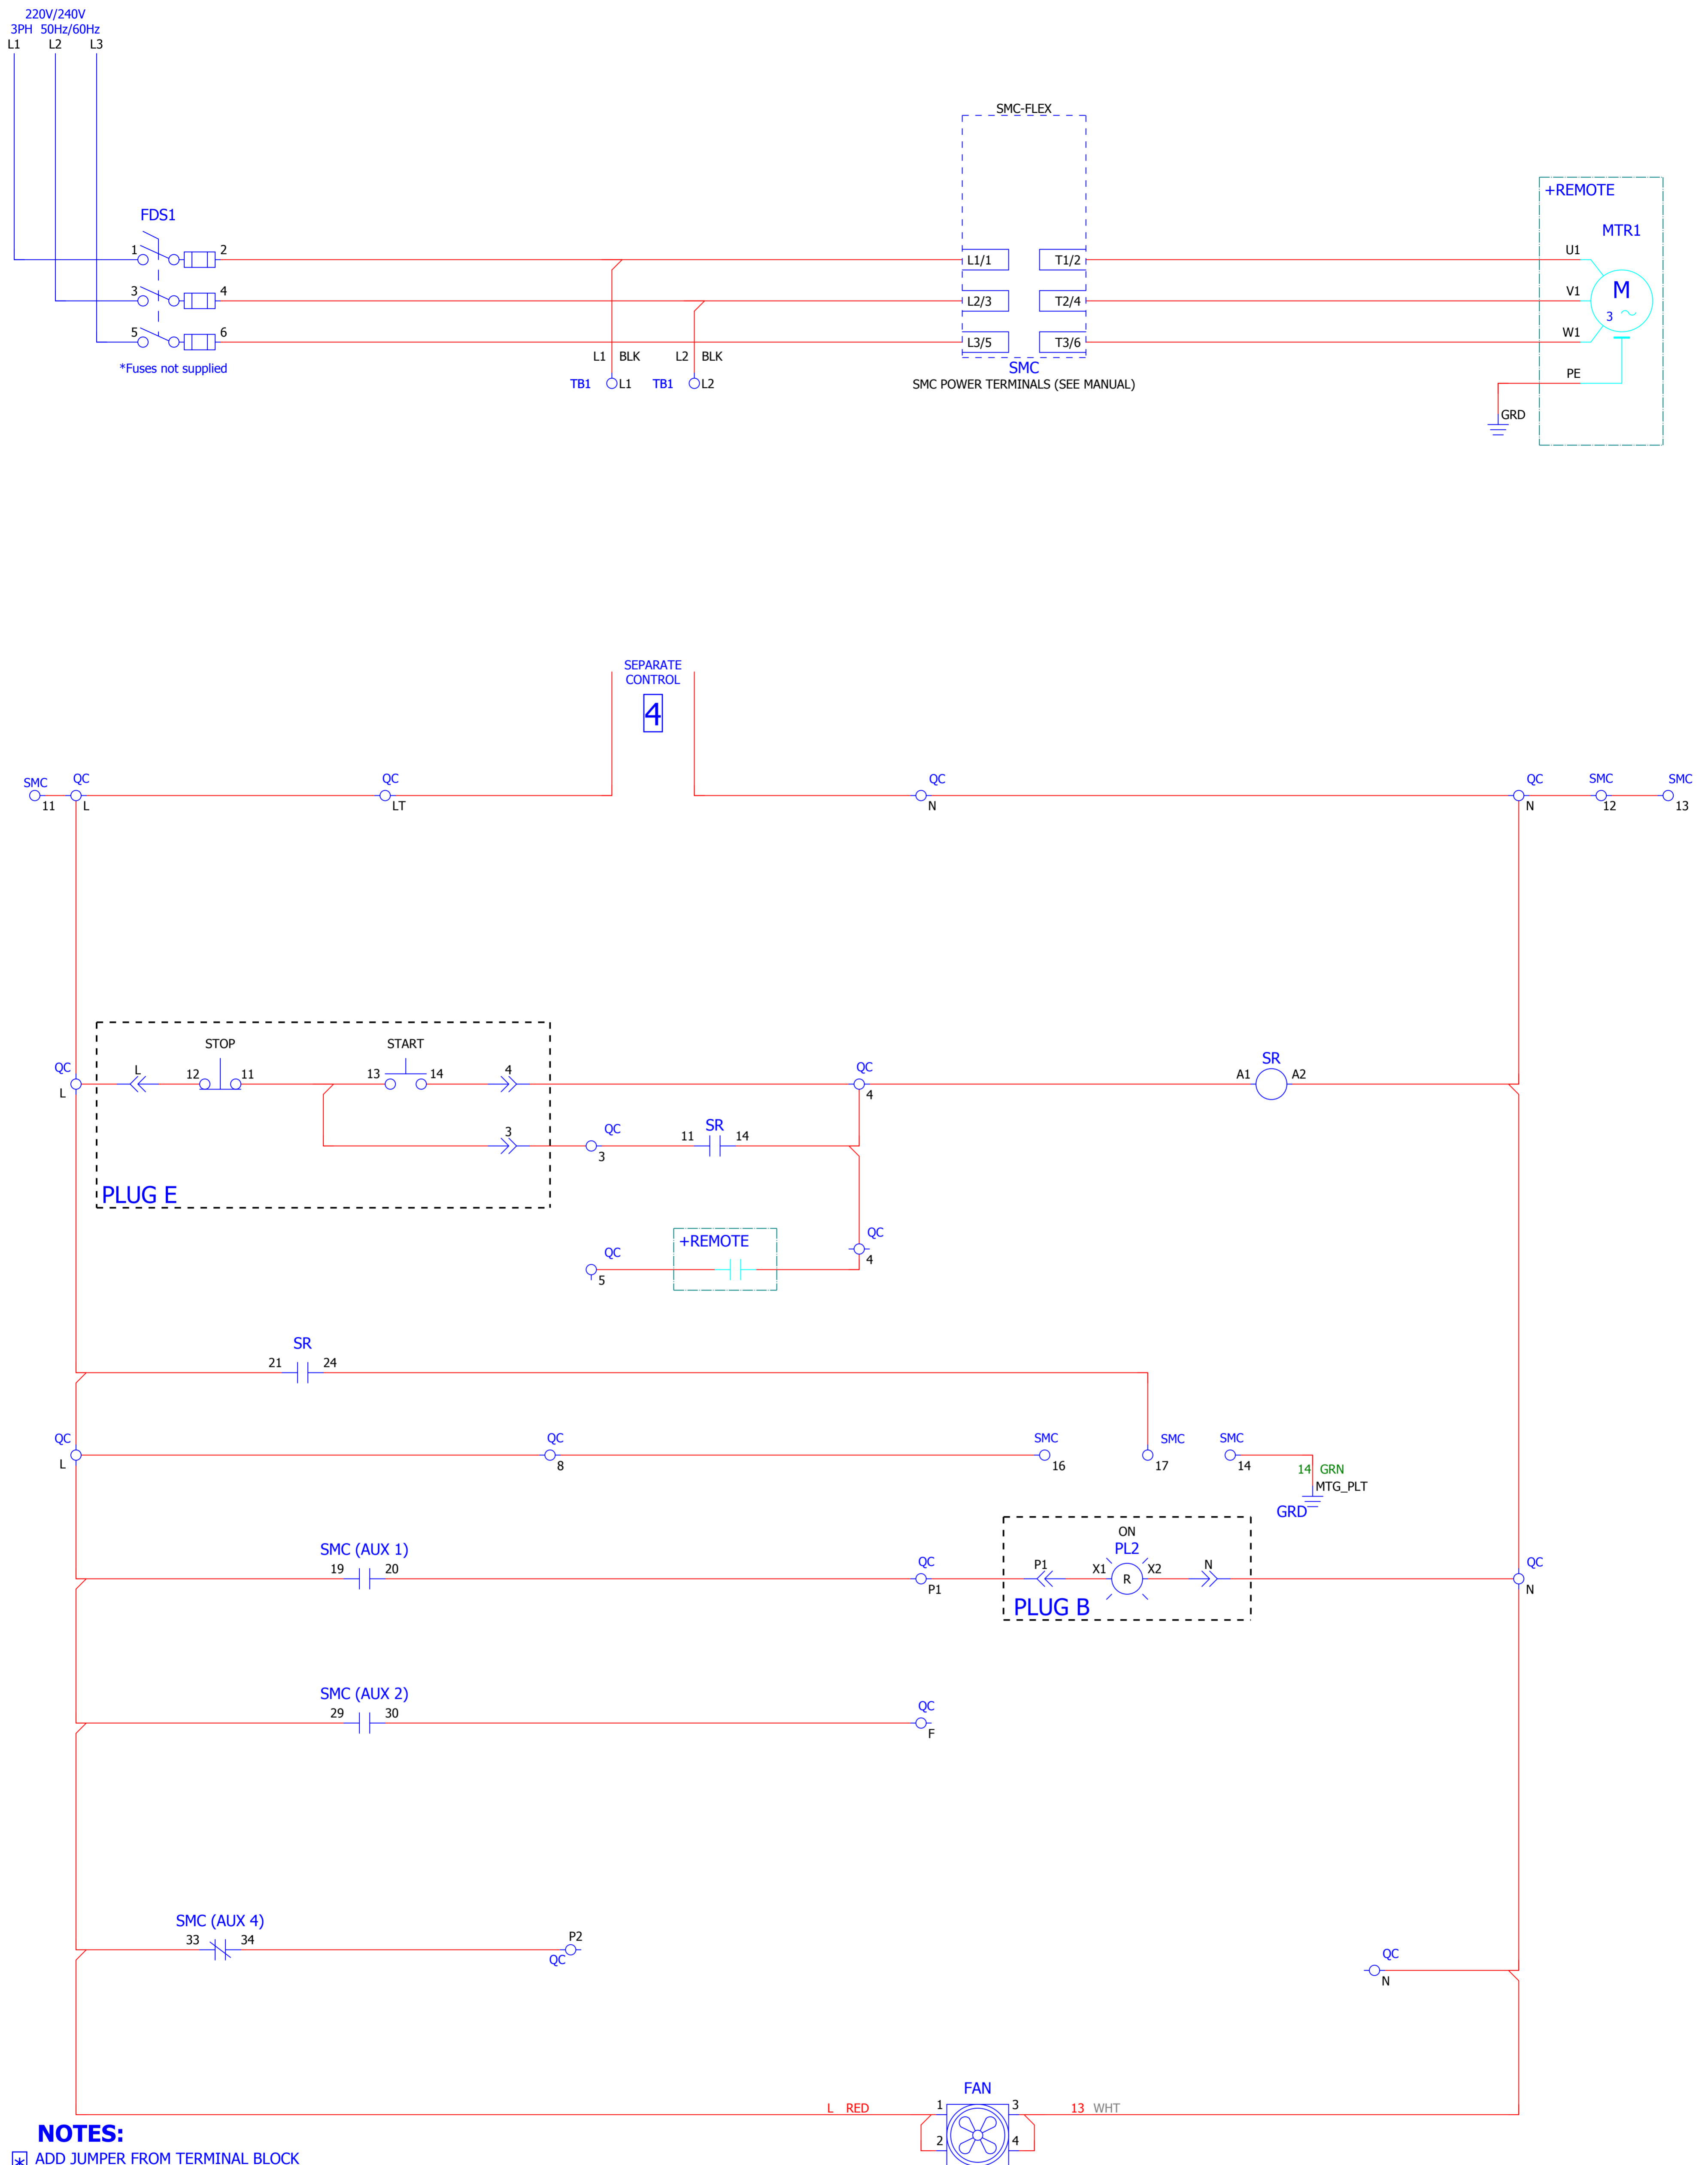 220V/240V
3PH 50Hz/60Hz
L1 L2 L3
SMC-FLEX
+REMOTE
FDS1
MTR1
1 2 L1/1 T1/2 U1
3 4 L2/3 T2/4 V1 M
3
5 6 L3/5 T3/6 W1
L1 BLK L2 BLK
*Fuses not supplied
SMC
TB1 L1 TB1 L2
SMC POWER TERMINALS (SEE MANUAL)
PE
GRD
SEPARATE
CONTROL
4
SMC QC QC QC QC SMC SMC
11 L LT N N 12 13
STOP START
QC L 12 11 13 14 4 QC SR
A1 A2
L 4
3 QC 11 SR 14
3
PLUG E
+REMOTE QC
QC 4
5
SR
21 24
QC QC SMC SMC SMC
L 8 16 17 14
14 GRN
MTG_PLT
GRD
ON
SMC (AUX 1) PL2
19 20 QC P1 X1 R X2 N QC
P1 N
PLUG B
SMC (AUX 2)
29 30 QC
F
SMC (AUX 4)
33 34 P2
QC QC
N
FAN
L RED 1 3 13 WHT
2 4
NOTES:
* ADD JUMPER FROM TERMINAL BLOCK